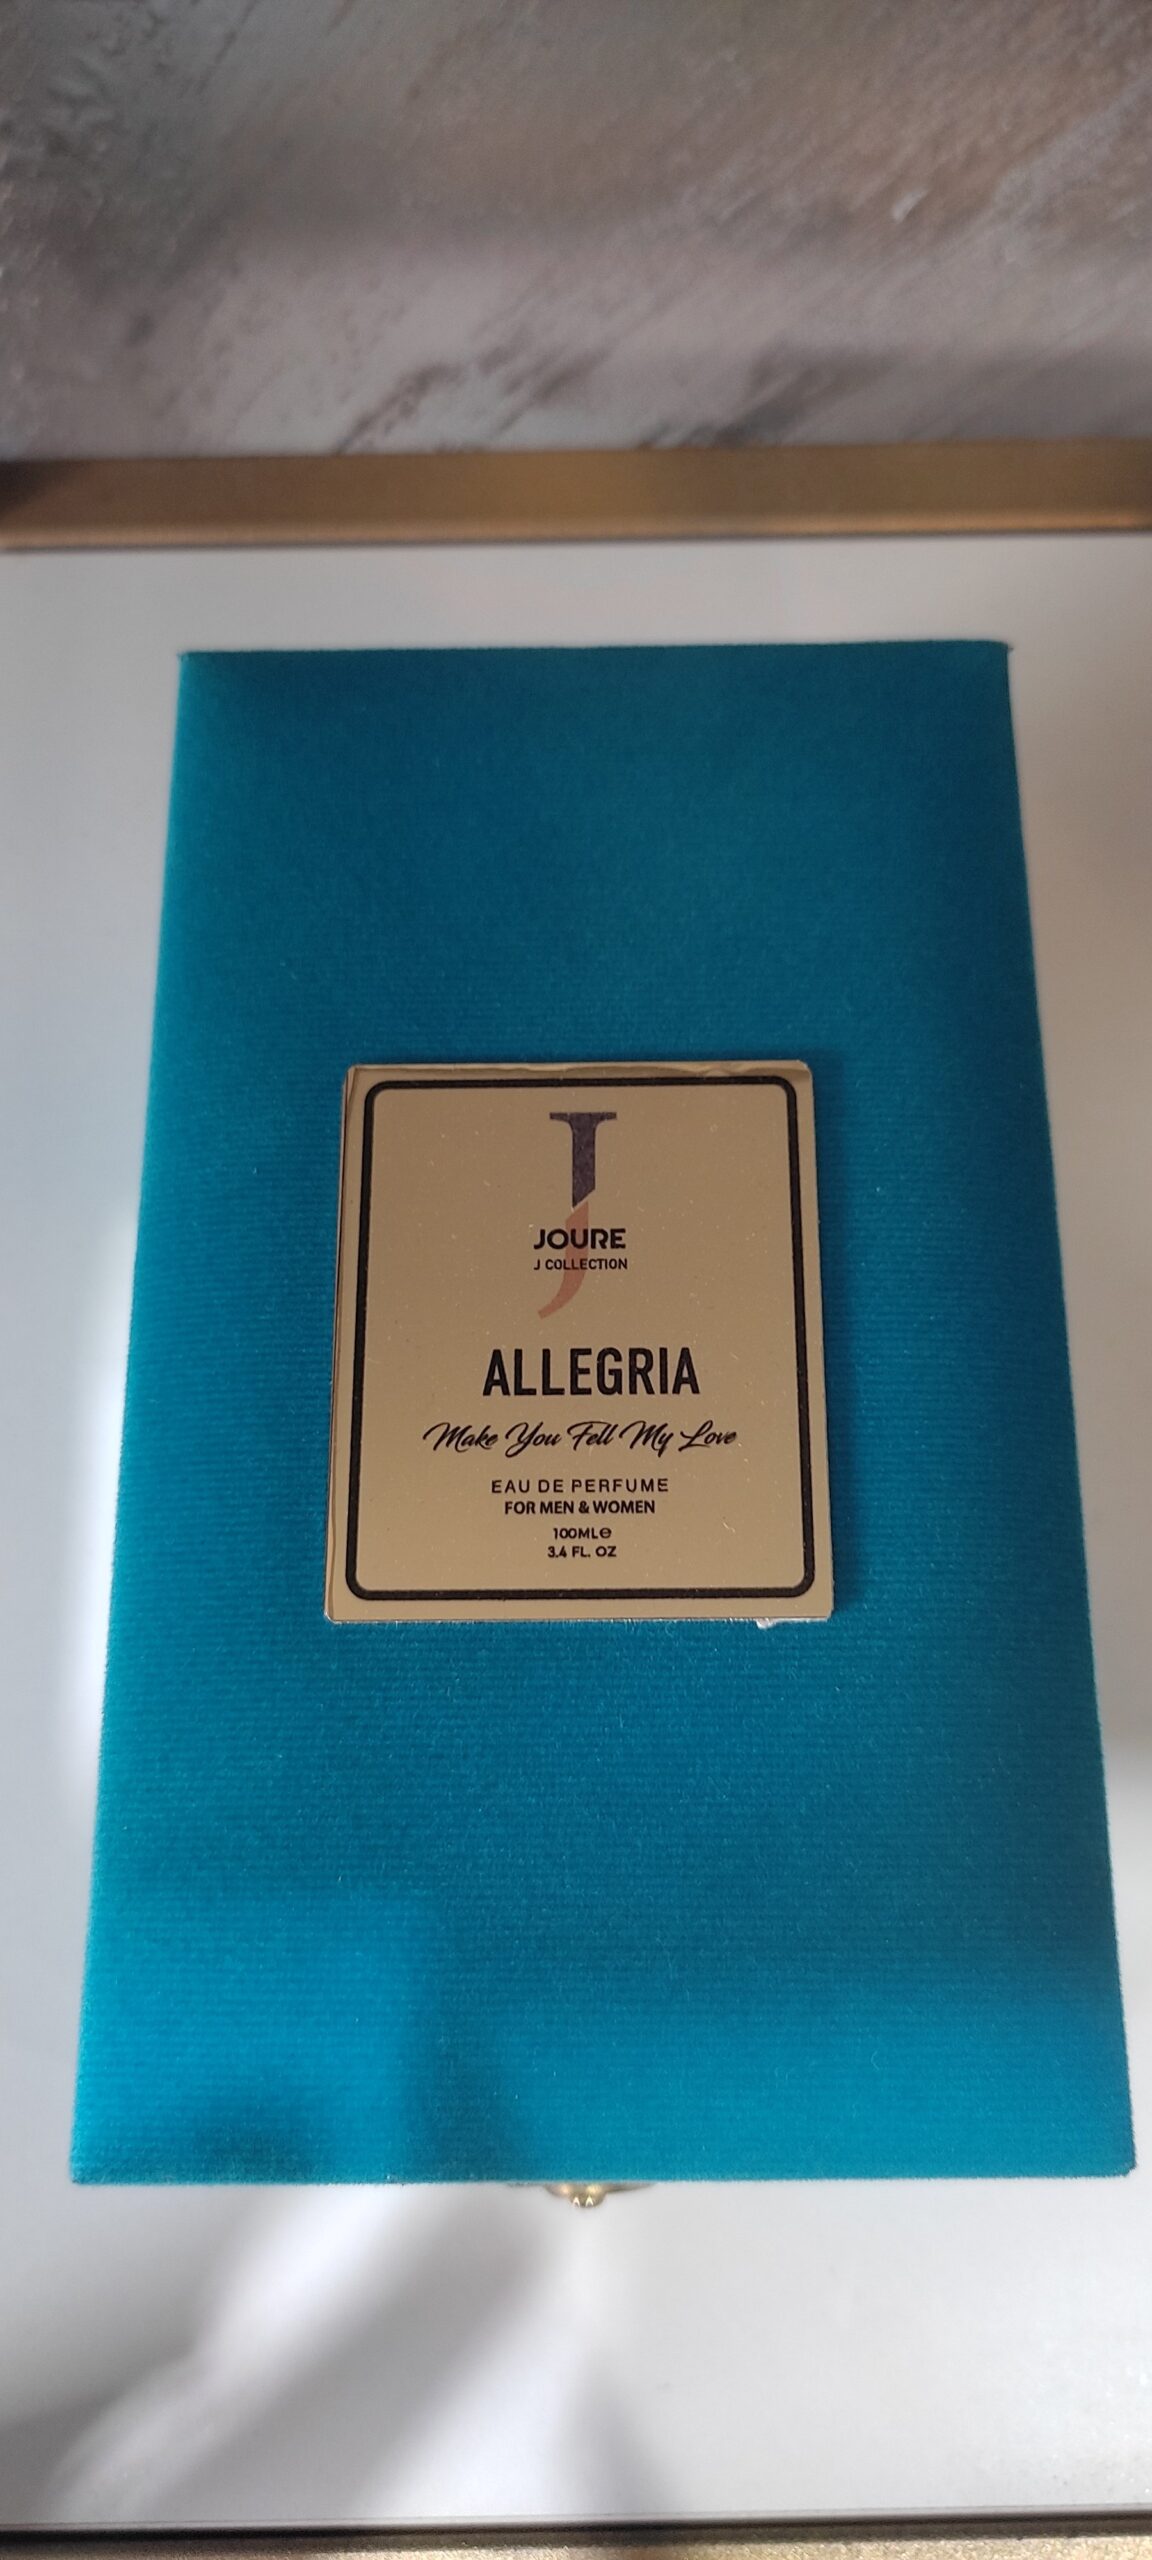 J
JOURE
J COLLECTION
ALLEGRIA
Make You Fell My Love
EAU DE PERFUME
FOR MEN & WOMEN
100ML℮
3.4 FL. OZ